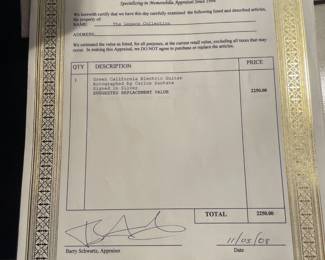 Specializing in Memorabilia Appraisal Since 1994
We herewith certify that we have this day carefully examined the following listed and described articles,
the property of
NAME: The Legacy Collection
ADDRESS
We estimated the value as listed, for all purposes, at the current retail value, excluding all taxes that may
occur. In making this Appraisal, we DO NOT agree to purchase or replace the articles.
QTY DESCRIPTION PRICE
1 Green California Electric Guitar
Autographed by Carlos Santana
Signed in Silver
SUGGESTED REPLACEMENT VALUE 2250.00
TOTAL 2250.00
11/05/08
Barry Schwartz, Appraiser Date